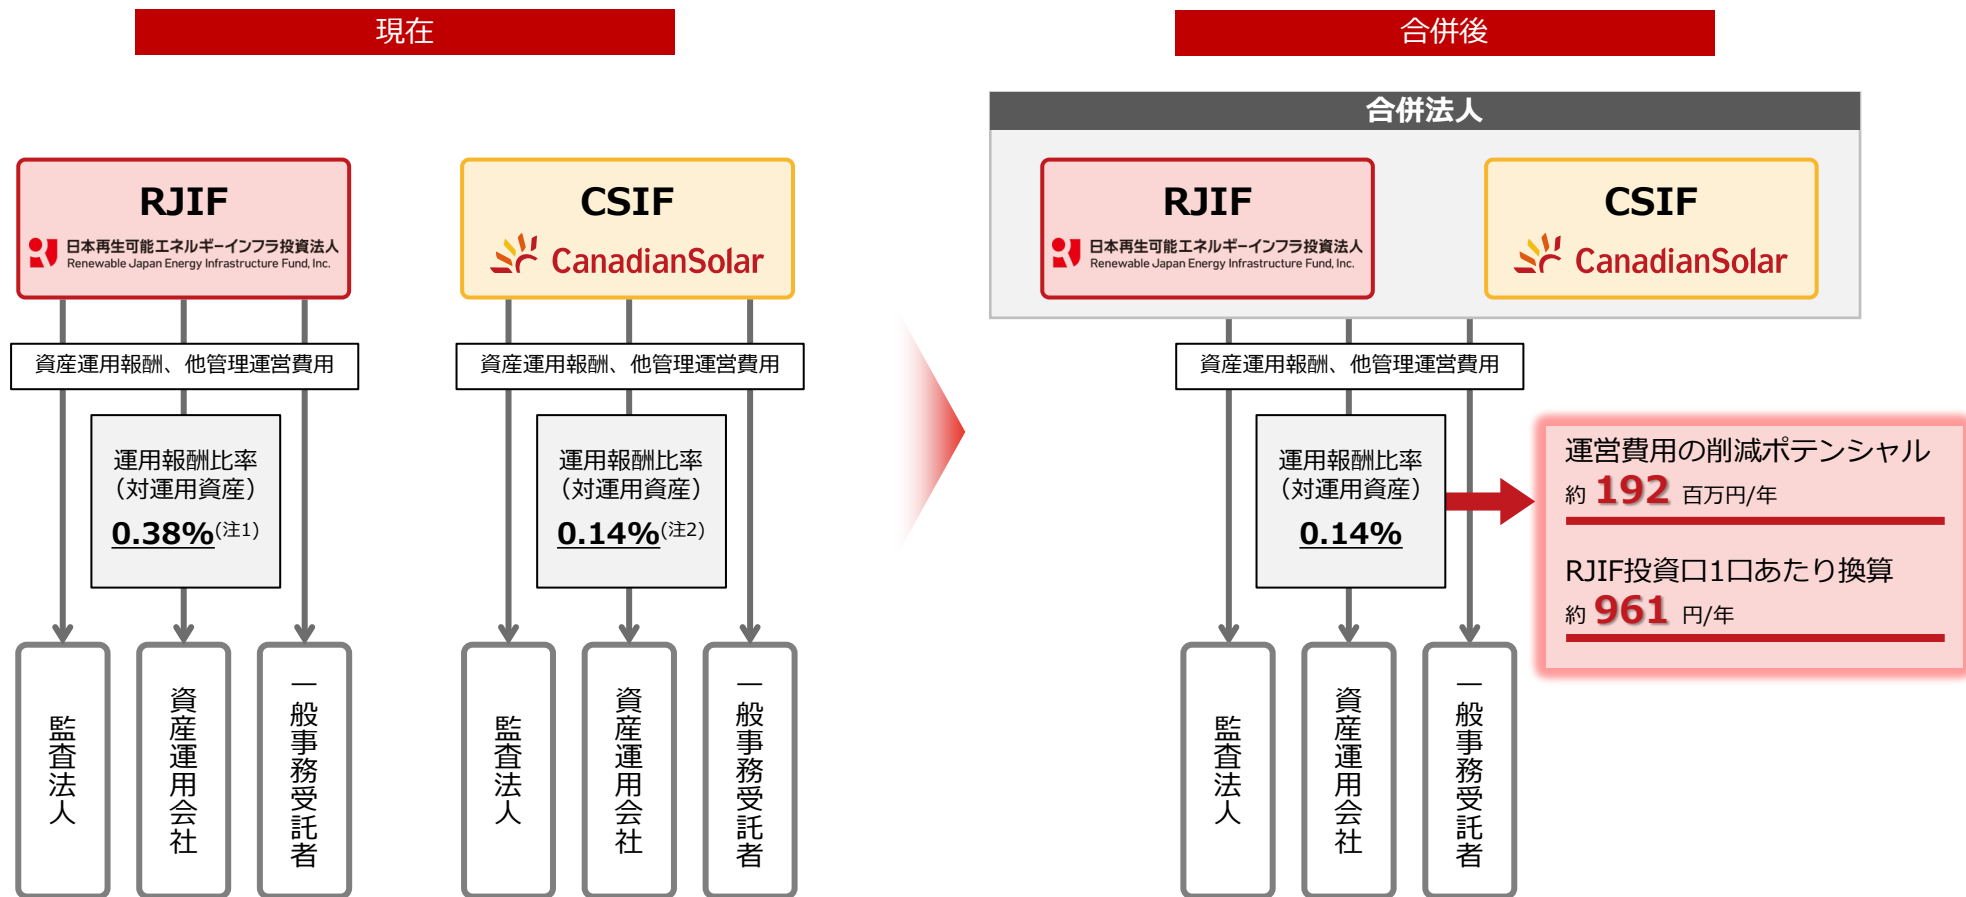 現在
RJIF
日本再生可能エネルギーインフラ投資法人
Renewable Japan Energy Infrastructure Fund, Inc.
CSIF
CanadianSolar
資産運用報酬、他管理運営費用
資産運用報酬、他管理運営費用
運用報酬比率
（対運用資産）
0.38%(注1)
運用報酬比率
（対運用資産）
0.14%(注2)
監査法人
資産運用会社
一般事務受託者
監査法人
資産運用会社
一般事務受託者
合併後
合併法人
RJIF
日本再生可能エネルギーインフラ投資法人
Renewable Japan Energy Infrastructure Fund, Inc.
CSIF
CanadianSolar
資産運用報酬、他管理運営費用
運用報酬比率
（対運用資産）
0.14%
運営費用の削減ポテンシャル
約 192 百万円/年
RJIF投資口1口あたり換算
約 961 円/年
監査法人
資産運用会社
一般事務受託者